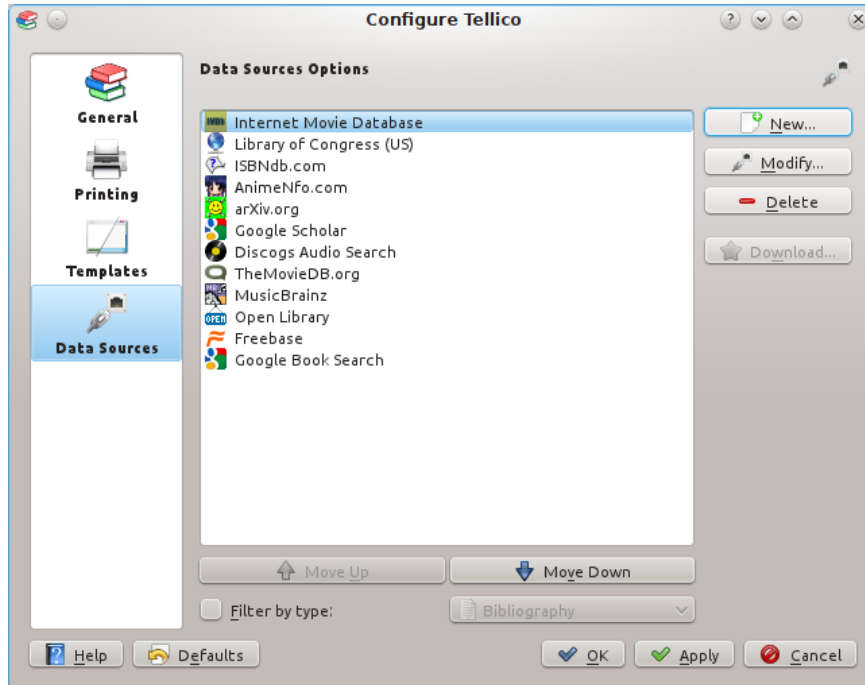 Configure Tellico
General
Printing
Templates
Data Sources
Data Sources Options
Internet Movie Database
Library of Congress (US)
ISBNdb.com
AnimeNfo.com
arXiv.org
Google Scholar
Discogs Audio Search
TheMovieDB.org
MusicBrainz
Open Library
Freebase
Google Book Search
New...
Modify...
Delete
Download...
Move Up
Move Down
Filter by type:
Bibliography
Help
Defaults
OK
Apply
Cancel